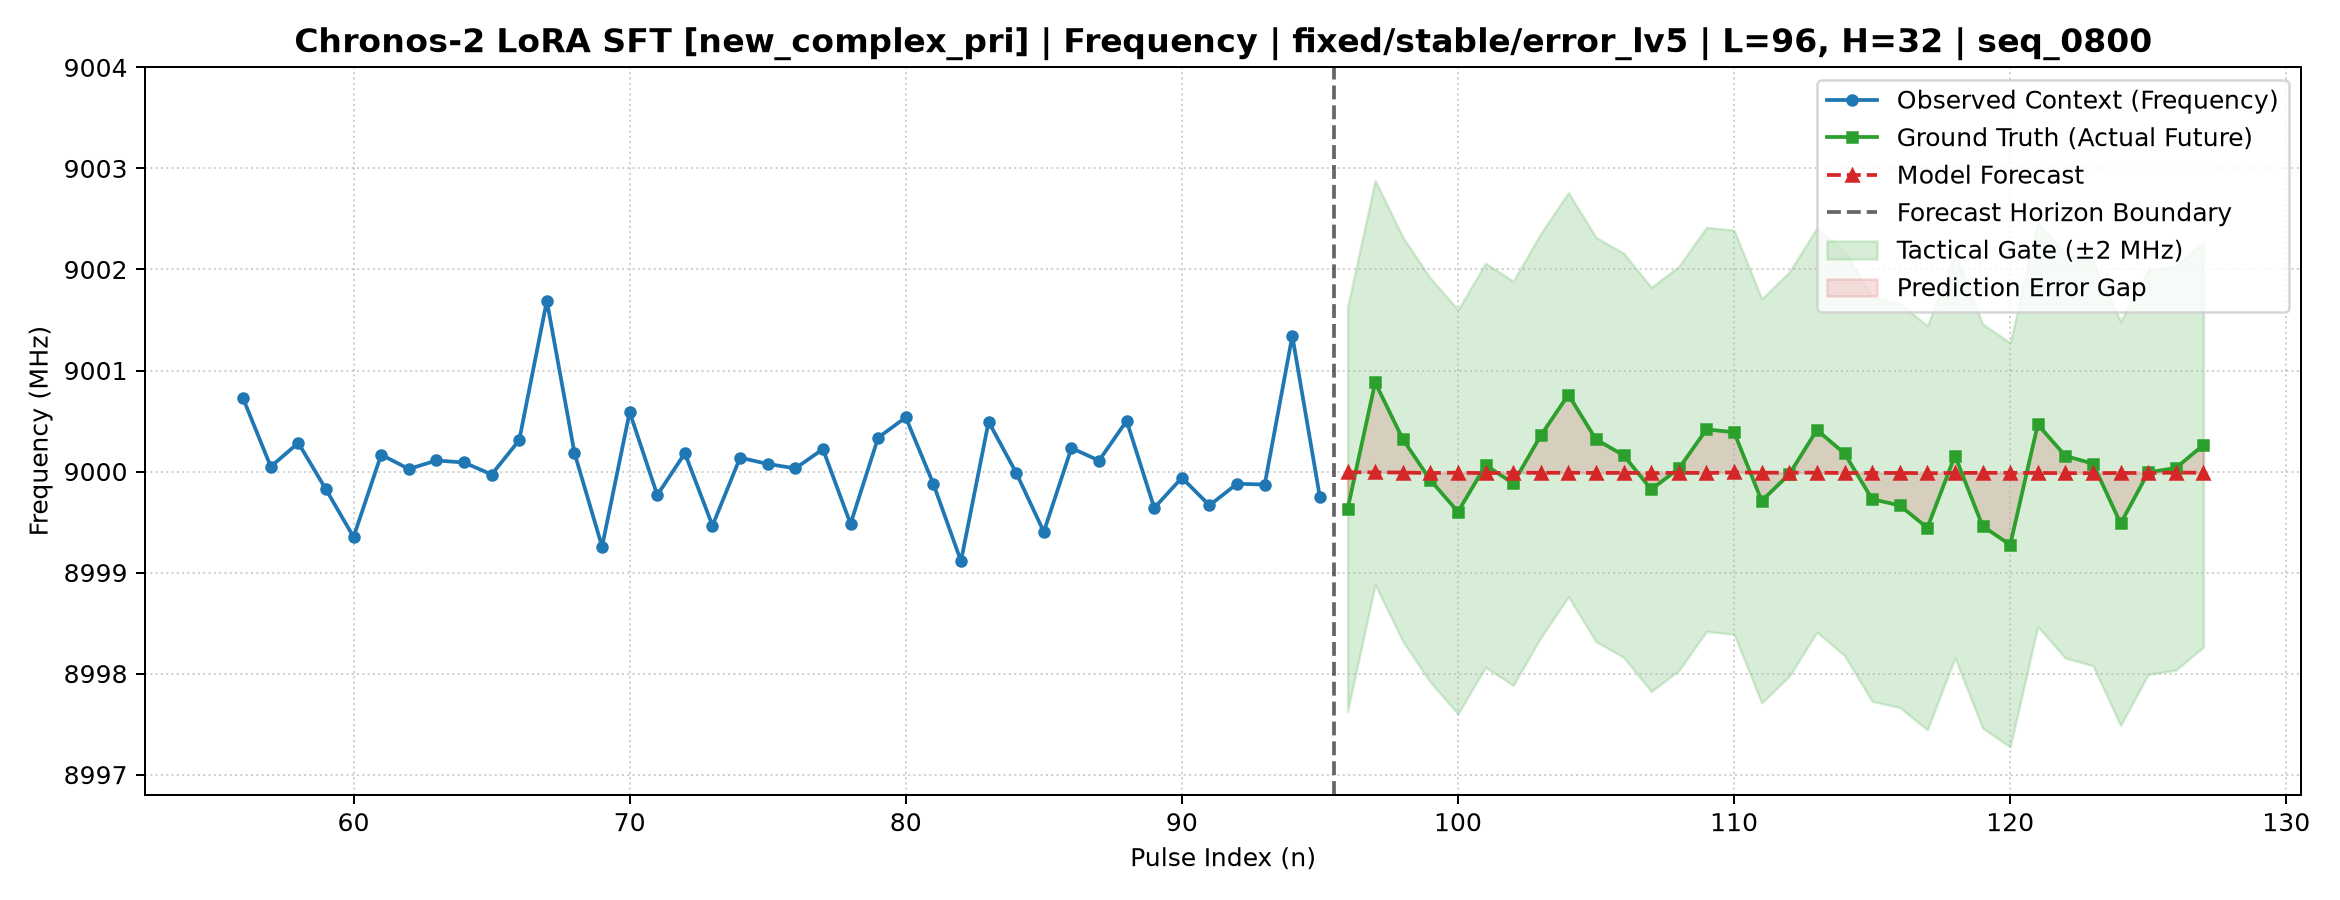 Chronos-2 LoRA SFT [new_complex_pri] | Frequency | fixed/stable/error_lv5 | L=96, H=32 | seq_0800
Frequency (MHz)
9004
9003
9002
9001
9000
8999
8998
8997
Observed Context (Frequency)
Ground Truth (Actual Future)
Model Forecast
Forecast Horizon Boundary
Tactical Gate (±2 MHz)
Prediction Error Gap
60
70
80
90
100
110
120
130
Pulse Index (n)